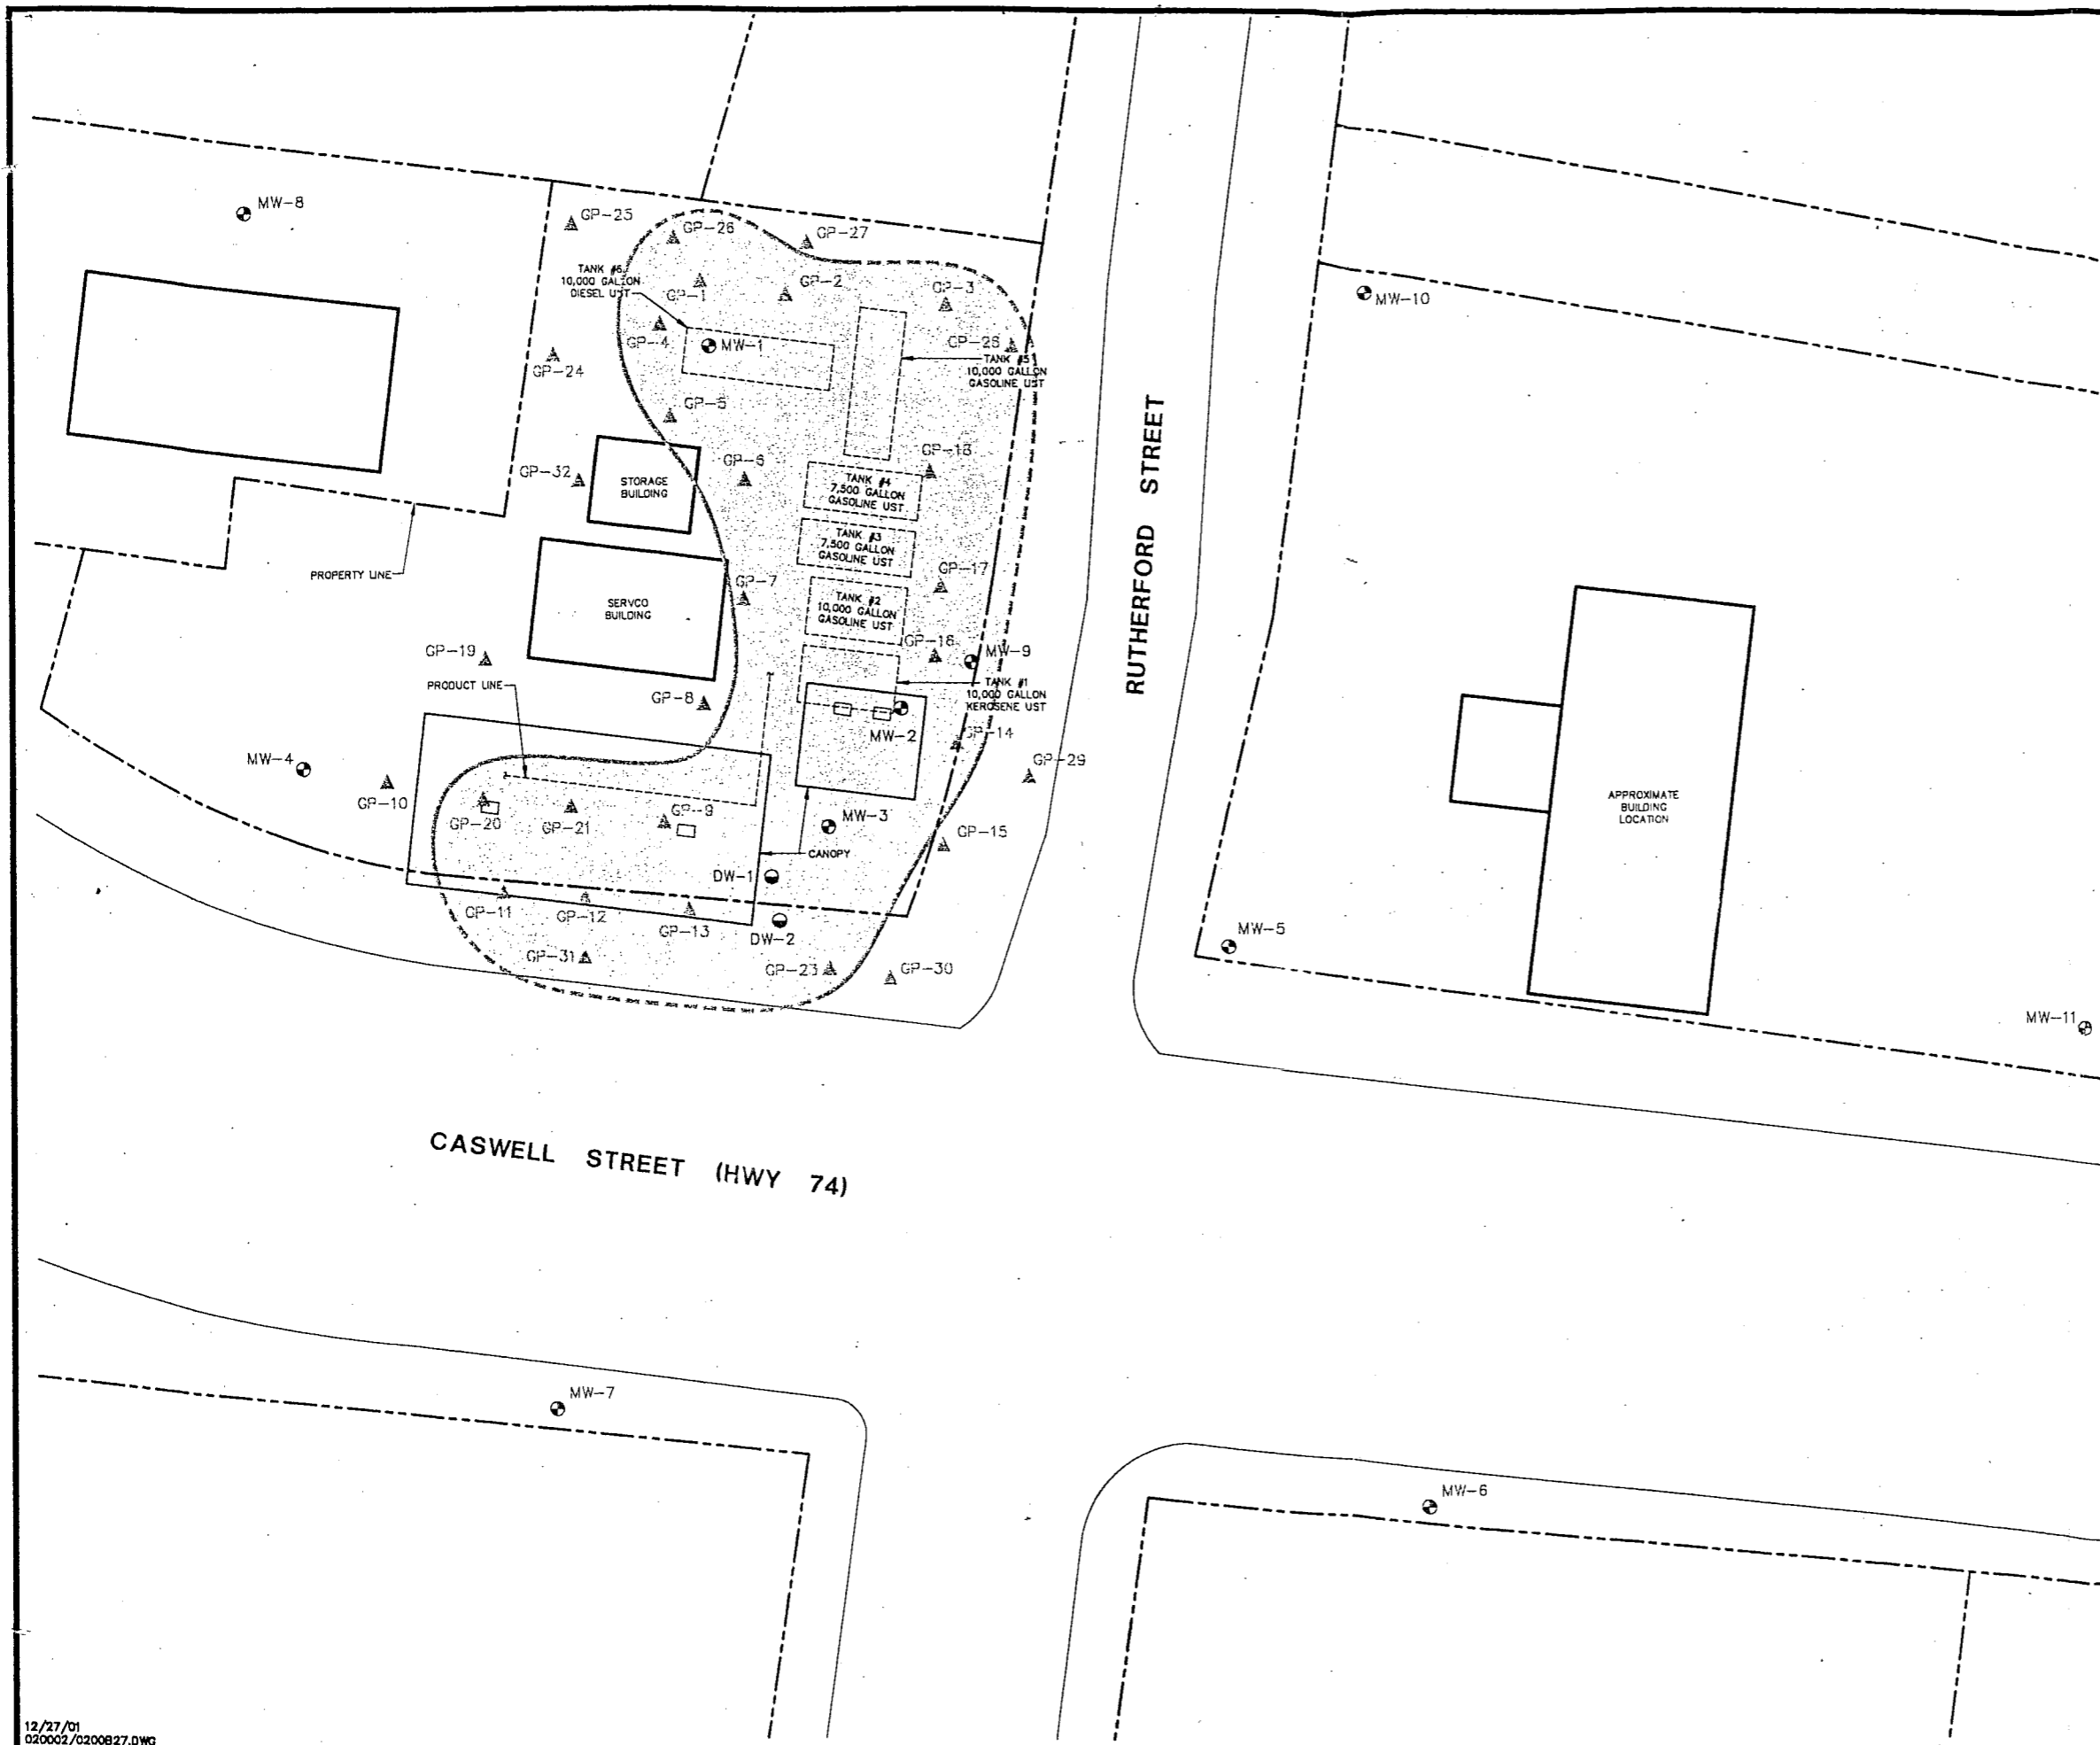 MW-8
GP-25
GP-26
GP-27
TANK #6
10,000 GALLON
DIESEL UST
GP-1
GP-2
GP-3
MW-10
GP-4
MW-1
GP-28
TANK #5
10,000 GALLON
GASOLINE UST
GP-24
GP-5
GP-32
STORAGE
BUILDING
GP-6
GP-18
TANK #4
7,500 GALLON
GASOLINE UST
TANK #3
7,500 GALLON
GASOLINE UST
PROPERTY LINE
GP-7
GP-17
TANK #2
10,000 GALLON
GASOLINE UST
SERVCO
BUILDING
RUTHERFORD STREET
GP-19
GP-16
MW-9
PRODUCT LINE
GP-8
TANK #1
10,000 GALLON
KEROSENE UST
MW-2
GP-14
MW-4
GP-10
GP-29
GP-20
GP-21
GP-9
MW-3
GP-15
CANOPY
DW-1
APPROXIMATE
BUILDING
LOCATION
GP-11
GP-12
GP-13
DW-2
MW-5
GP-31
GP-23
GP-30
MW-11
CASWELL STREET (HWY 74)
MW-7
MW-6
12/27/01
020002/0200B27.DWG